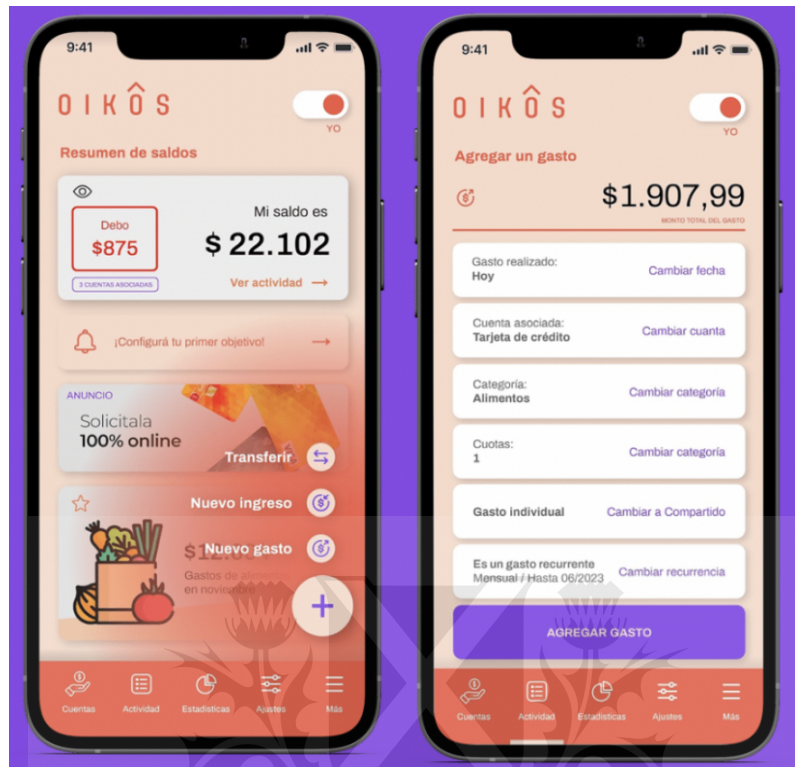 9:41
OIKÔS
YO
Resumen de saldos
Debo
$875
3 CUENTAS ASOCIADAS
Mi saldo es
$ 22.102
Ver actividad →
¡Configurá tu primer objetivo! →
ANUNCIO
Solicitala
100% online
Transferir
Nuevo ingreso
Nuevo gasto
Gastos de
en noviembre
+
Cuentas
Actividad
Estadísticas
Ajustes
Más
9:41
OIKÔS
YO
Agregar un gasto
$1.907,99
MONTO TOTAL DEL GASTO
Gasto realizado:
Hoy
Cambiar fecha
Cuenta asociada:
Tarjeta de crédito
Cambiar cuanta
Categoría:
Alimentos
Cambiar categoría
Cuotas:
1
Cambiar categoría
Gasto individual
Cambiar a Compartido
Es un gasto recurrente
Mensual / Hasta 06/2023
Cambiar recurrencia
AGREGAR GASTO
Cuentas
Actividad
Estadísticas
Ajustes
Más